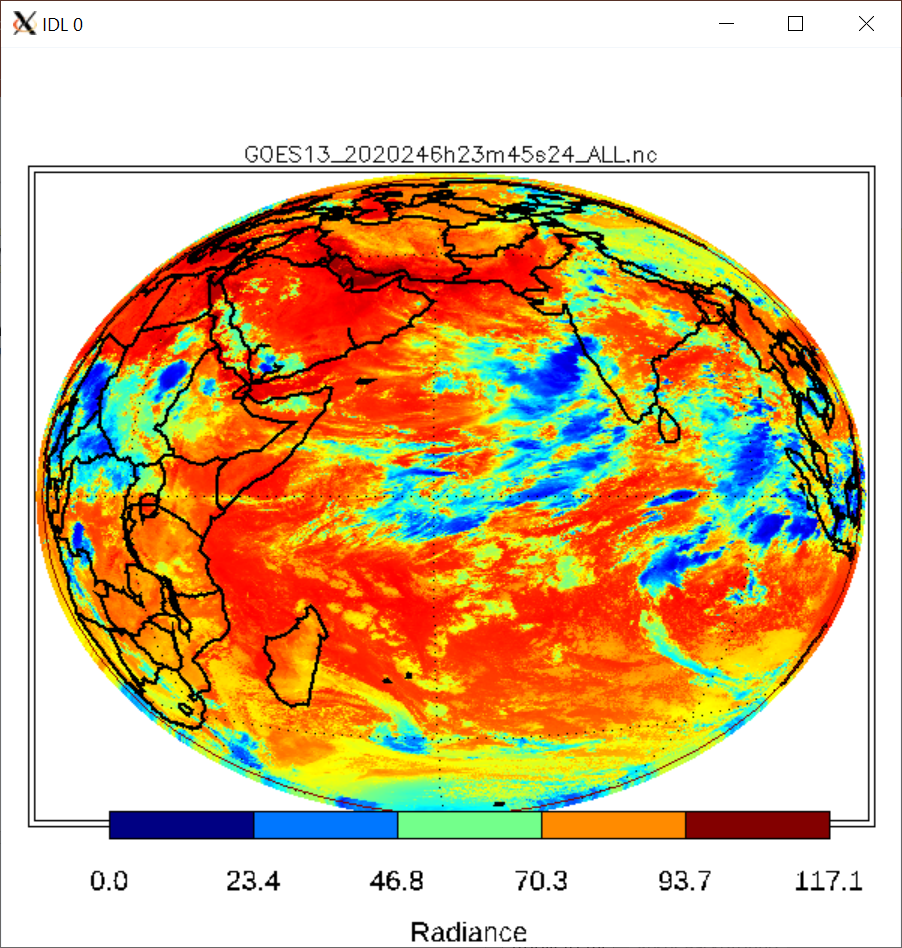 IDL 0
GOES13_2020246h23m45s24_ALL.nc
0.0 23.4 46.8 70.3 93.7 117.1
Radiance